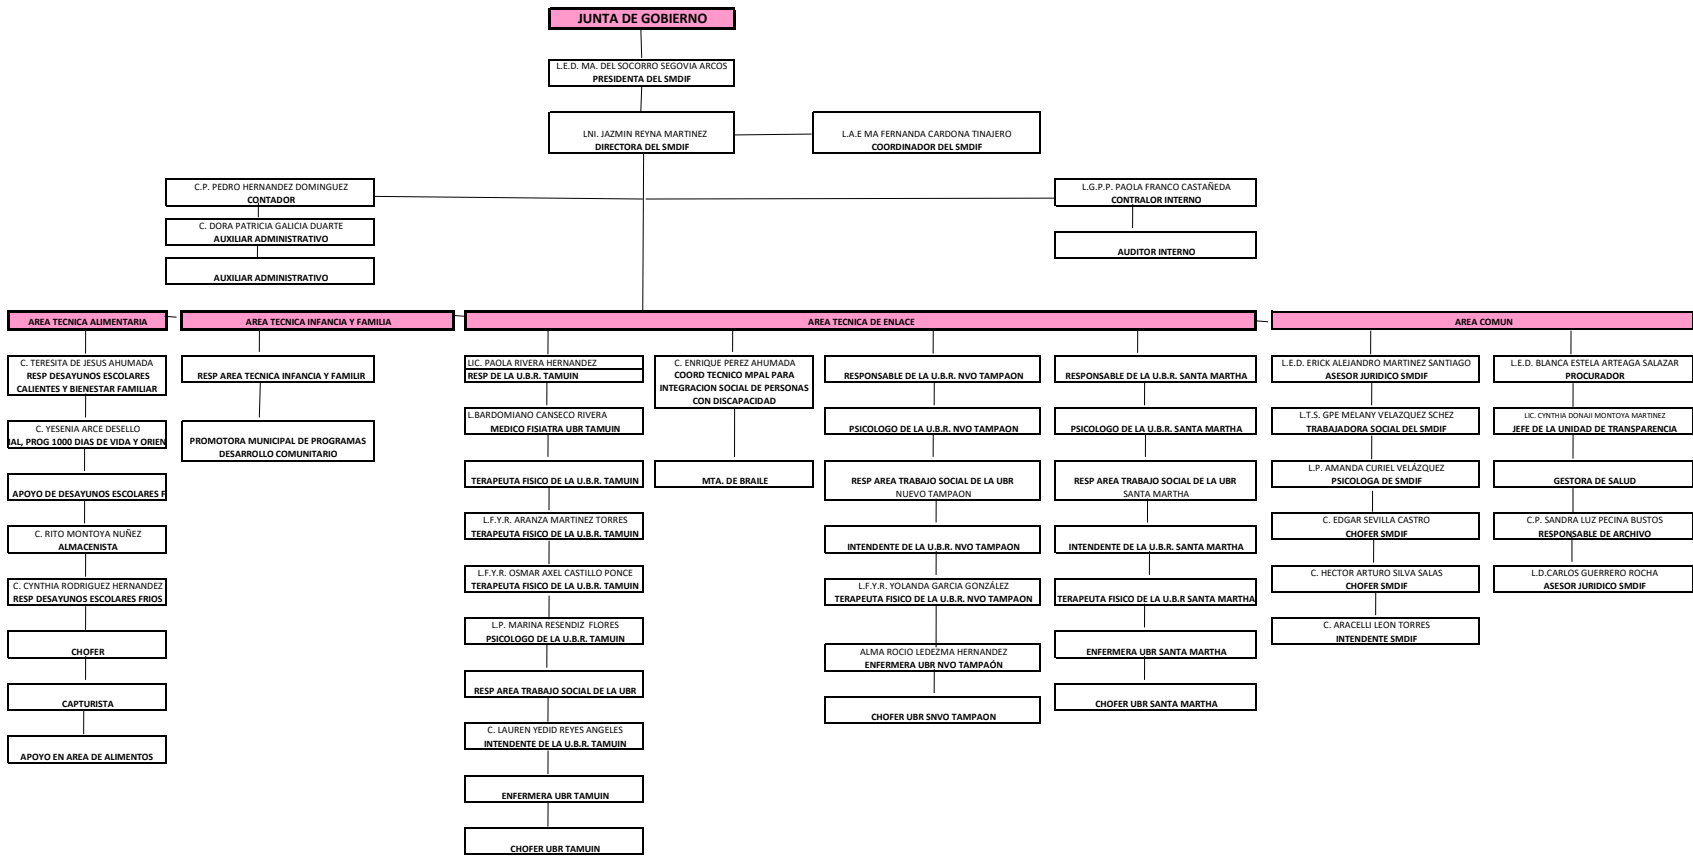 JUNTA DE GOBIERNO
L.E.D. MA. DEL SOCORRO SEGOVIA ARCOS
PRESIDENTA DEL SMDIF
LNI. JAZMIN REYNA MARTINEZ
DIRECTORA DEL SMDIF
L.A.E MA FERNANDA CARDONA TINAJERO
COORDINADOR DEL SMDIF
C.P. PEDRO HERNANDEZ DOMINGUEZ
CONTADOR
C. DORA PATRICIA GALICIA DUARTE
AUXILIAR ADMINISTRATIVO
AUXILIAR ADMINISTRATIVO
L.G.P.P. PAOLA FRANCO CASTAÑEDA
CONTRALOR INTERNO
AUDITOR INTERNO
AREA TECNICA ALIMENTARIA
C. TERESITA DE JESUS AHUMADA
RESP DESAYUNOS ESCOLARES
CALIENTES Y BIENESTAR FAMILIAR
C. YESENIA ARCE DESELLO
IAL, PROG 1000 DIAS DE VIDA Y ORIEN
APOYO DE DESAYUNOS ESCOLARES F
C. RITO MONTOYA NUÑEZ
ALMACENISTA
C. CYNTHIA RODRIGUEZ HERNANDEZ
RESP DESAYUNOS ESCOLARES FRIOS
CHOFER
CAPTURISTA
APOYO EN AREA DE ALIMENTOS
AREA TECNICA INFANCIA Y FAMILIA
RESP AREA TECNICA INFANCIA Y FAMILIR
PROMOTORA MUNICIPAL DE PROGRAMAS
DESARROLLO COMUNITARIO
AREA TECNICA DE ENLACE
LIC. PAOLA RIVERA HERNANDEZ
RESP DE LA U.B.R. TAMUIN
L.BARDOMIANO CANSECO RIVERA
MEDICO FISIATRA UBR TAMUIN
TERAPEUTA FISICO DE LA U.B.R. TAMUIN
L.F.Y.R. ARANZA MARTINEZ TORRES
TERAPEUTA FISICO DE LA U.B.R. TAMUIN
L.F.Y.R. OSMAR AXEL CASTILLO PONCE
TERAPEUTA FISICO DE LA U.B.R. TAMUIN
L.P. MARINA RESENDIZ FLORES
PSICOLOGO DE LA U.B.R. TAMUIN
RESP AREA TRABAJO SOCIAL DE LA UBR
C. LAUREN YEDID REYES ANGELES
INTENDENTE DE LA U.B.R. TAMUIN
ENFERMERA UBR TAMUIN
CHOFER UBR TAMUIN
C. ENRIQUE PEREZ AHUMADA
COORD TECNICO MPAL PARA
INTEGRACION SOCIAL DE PERSONAS
CON DISCAPACIDAD
MTA. DE BRAILE
RESPONSABLE DE LA U.B.R. NVO TAMPAON
PSICOLOGO DE LA U.B.R. NVO TAMPAON
RESP AREA TRABAJO SOCIAL DE LA UBR
NUEVO TAMPAON
INTENDENTE DE LA U.B.R. NVO TAMPAON
L.F.Y.R. YOLANDA GARCIA GONZÁLEZ
TERAPEUTA FISICO DE LA U.B.R. NVO TAMPAON
ALMA ROCIO LEDEZMA HERNANDEZ
ENFERMERA UBR NVO TAMPAÓN
CHOFER UBR SNVO TAMPAON
RESPONSABLE DE LA U.B.R. SANTA MARTHA
PSICOLOGO DE LA U.B.R. SANTA MARTHA
RESP AREA TRABAJO SOCIAL DE LA UBR
SANTA MARTHA
INTENDENTE DE LA U.B.R. SANTA MARTHA
TERAPEUTA FISICO DE LA U.B.R SANTA MARTHA
ENFERMERA UBR SANTA MARTHA
CHOFER UBR SANTA MARTHA
AREA COMUN
L.E.D. ERICK ALEJANDRO MARTINEZ SANTIAGO
ASESOR JURIDICO SMDIF
L.T.S. GPE MELANY VELAZQUEZ SCHEZ
TRABAJADORA SOCIAL DEL SMDIF
L.P. AMANDA CURIEL VELÁZQUEZ
PSICOLOGA DE SMDIF
C. EDGAR SEVILLA CASTRO
CHOFER SMDIF
C. HECTOR ARTURO SILVA SALAS
CHOFER SMDIF
C. ARACELLI LEON TORRES
INTENDENTE SMDIF
L.E.D. BLANCA ESTELA ARTEAGA SALAZAR
PROCURADOR
LIC. CYNTHIA DONAJI MONTOYA MARTINEZ
JEFE DE LA UNIDAD DE TRANSPARENCIA
GESTORA DE SALUD
C.P. SANDRA LUZ PECINA BUSTOS
RESPONSABLE DE ARCHIVO
L.D.CARLOS GUERRERO ROCHA
ASESOR JURIDICO SMDIF